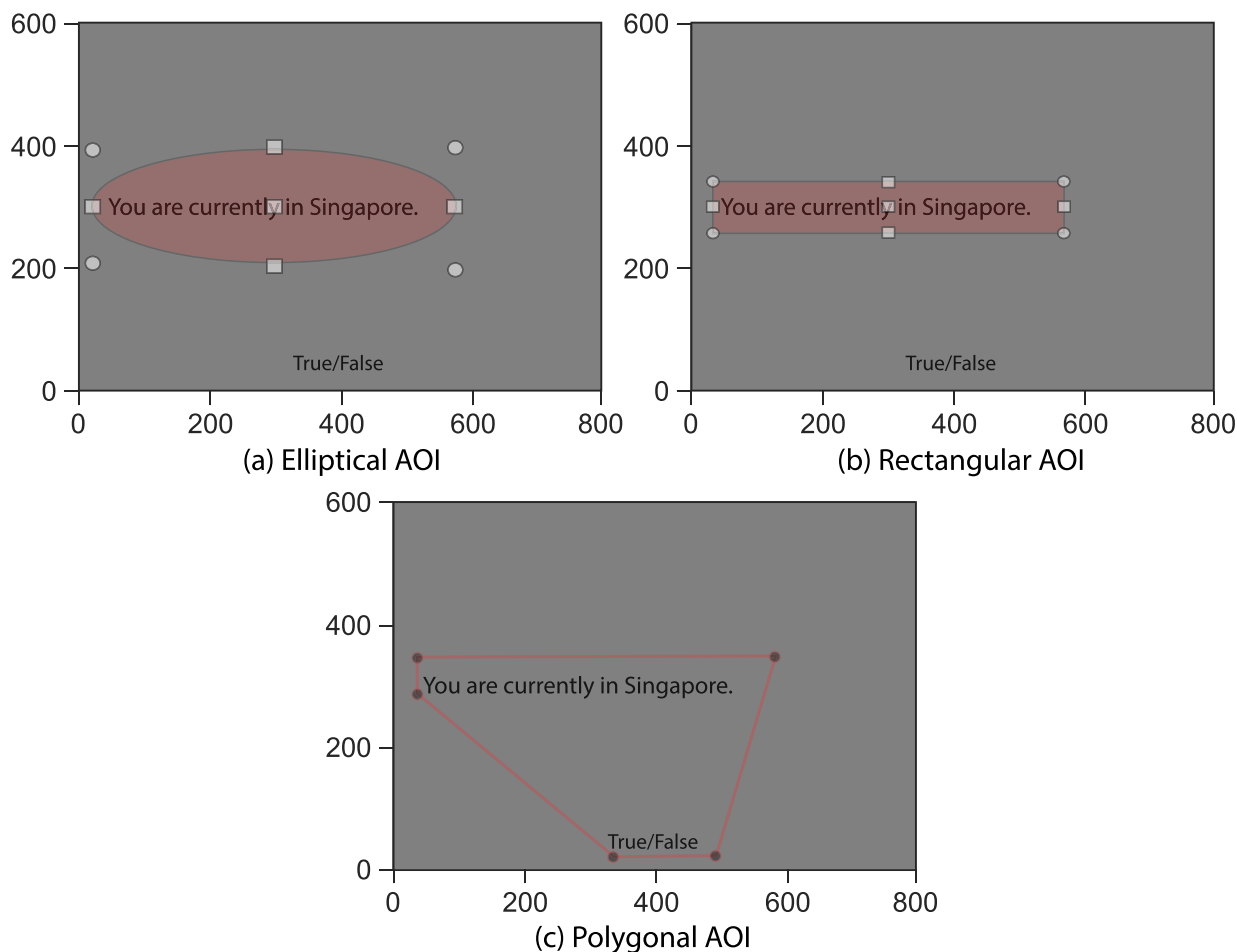 600
400
200
0
You are currently in Singapore.
True/False
0 200 400 600 800
(a) Elliptical AOI
600
400
200
0
You are currently in Singapore.
True/False
0 200 400 600 800
(b) Rectangular AOI
600
400
200
0
You are currently in Singapore.
True/False
0 200 400 600 800
(c) Polygonal AOI